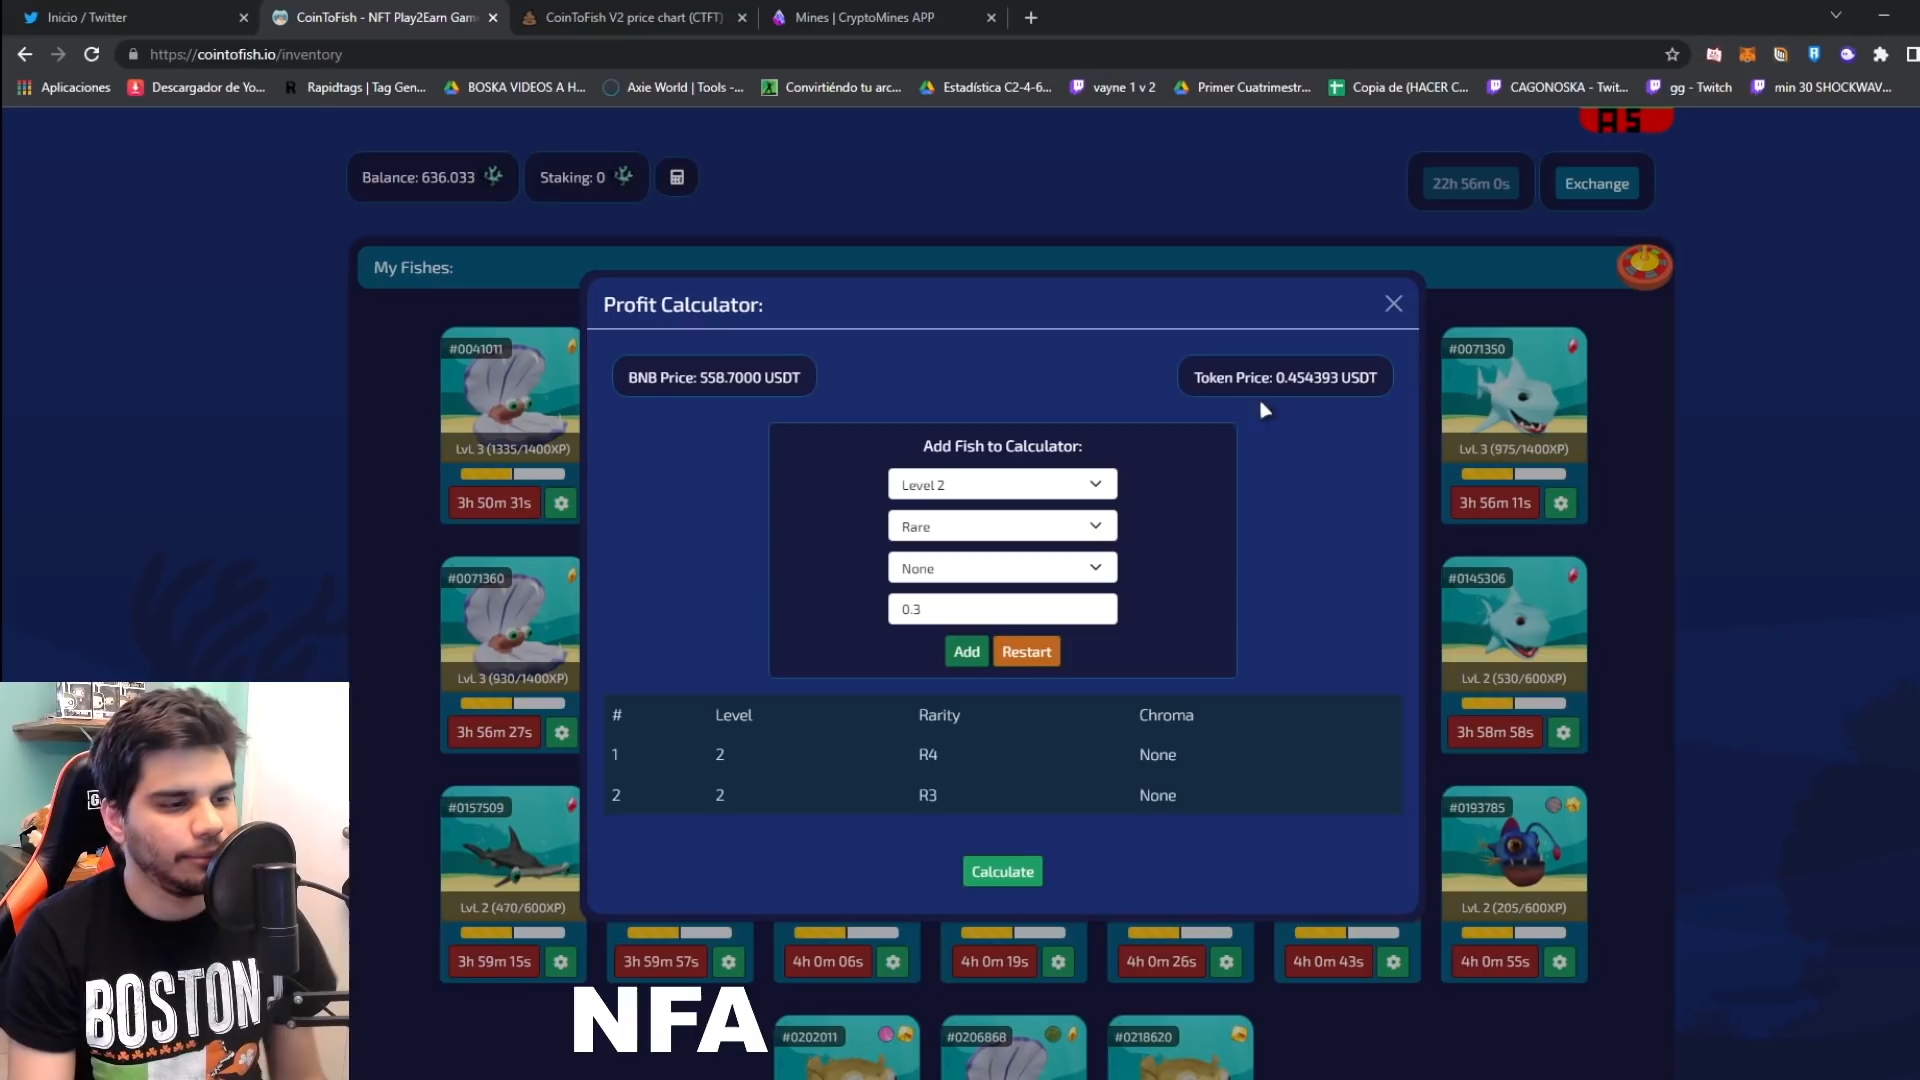 Inicio / Twitter
CoinToFish - NFT Play2Earn Gam
CoinToFish V2 price chart (CTFT)
Mines | CryptoMines APP
https://cointofish.io/inventory
Aplicaciones
Descargador de Yo...
Rapidtags | Tag Gen...
BOSKA VIDEOS A H...
Axie World | Tools -...
Convirtiéndo tu arc...
Estadística C2-4-6...
vayne 1 v 2
Primer Cuatrimestr...
Copia de (HACER C...
CAGONOSKA - Twit...
gg - Twitch
min 30 SHOCKWAV...
Balance: 636.033
Staking: 0
22h 56m 0s
Exchange
My Fishes:
Profit Calculator:
BNB Price: 558.7000 USDT
Token Price: 0.454393 USDT
Add Fish to Calculator:
Level 2
Rare
None
0.3
Add
Restart
# Level Rarity Chroma
1 2 R4 None
2 2 R3 None
Calculate
#0041011
LvL 3 (1335/1400XP)
3h 50m 31s
#0071350
LvL 3 (975/1400XP)
3h 56m 11s
#0071360
LvL 3 (930/1400XP)
3h 56m 27s
#0145306
LvL 2 (530/600XP)
3h 58m 58s
#0157509
LvL 2 (470/600XP)
3h 59m 15s
3h 59m 57s
4h 0m 06s
4h 0m 19s
4h 0m 26s
4h 0m 43s
#0193785
LvL 2 (205/600XP)
4h 0m 55s
#0202011
#0206868
#0218620
NFA
BOSTON